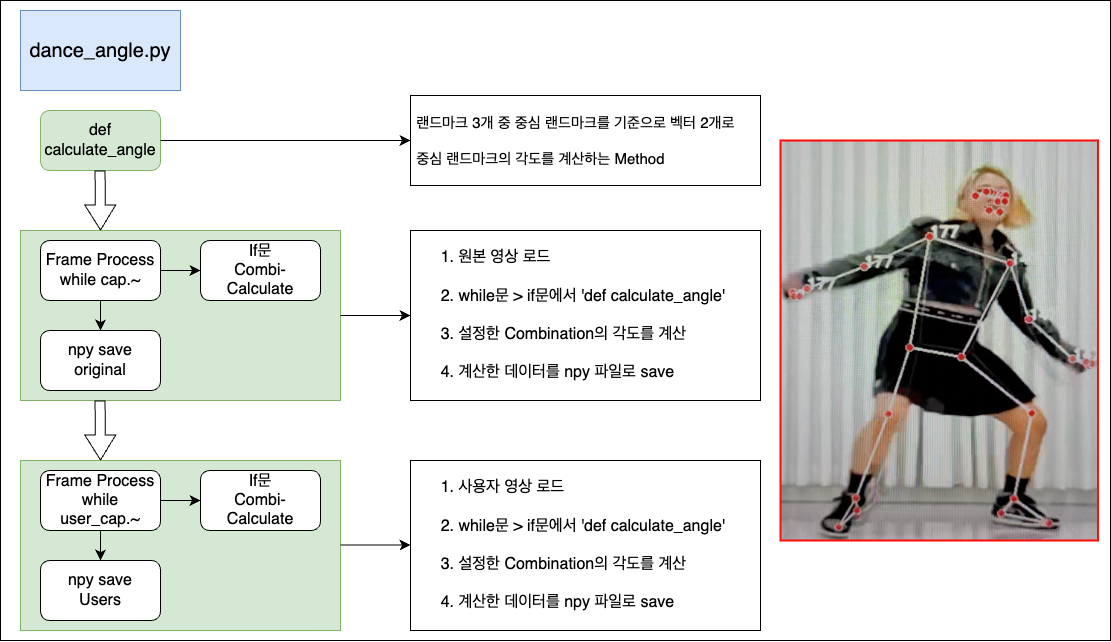 dance_angle.py
def
calculate_angle
랜드마크 3개 중 중심 랜드마크를 기준으로 벡터 2개로
중심 랜드마크의 각도를 계산하는 Method
Frame Process
while cap.~
If문
Combi-
Calculate
npy save
original
1. 원본 영상 로드
2. while문 > if문에서 'def calculate_angle'
3. 설정한 Combination의 각도를 계산
4. 계산한 데이터를 npy 파일로 save
Frame Process
while
user_cap.~
If문
Combi-
Calculate
npy save
Users
1. 사용자 영상 로드
2. while문 > if문에서 'def calculate_angle'
3. 설정한 Combination의 각도를 계산
4. 계산한 데이터를 npy 파일로 save